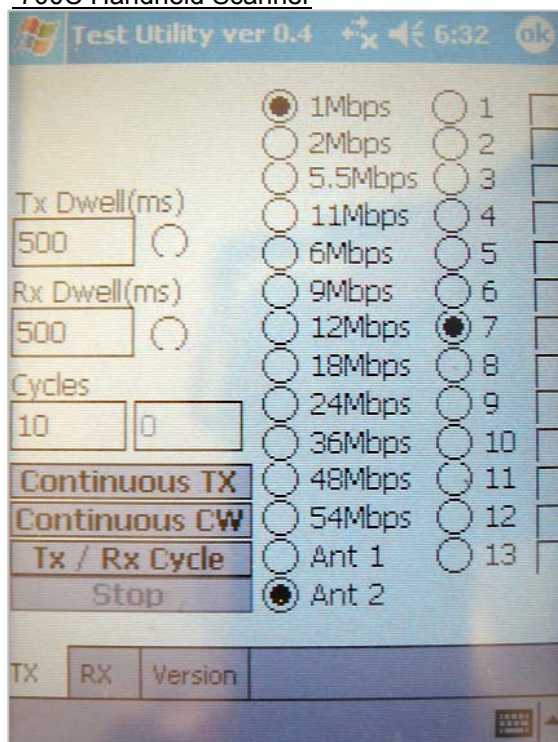 700C Handheld Scanner
Test Utility ver 0.4 6:32 ok
1Mbps 1
2Mbps 2
5.5Mbps 3
Tx Dwell(ms)
11Mbps 4
500
6Mbps 5
Rx Dwell(ms)
9Mbps 6
500
12Mbps 7
18Mbps 8
Cycles
24Mbps 9
10 0
36Mbps 10
Continuous TX
48Mbps 11
Continuous CW
54Mbps 12
Tx / Rx Cycle
Ant 1 13
Stop
Ant 2
TX RX Version